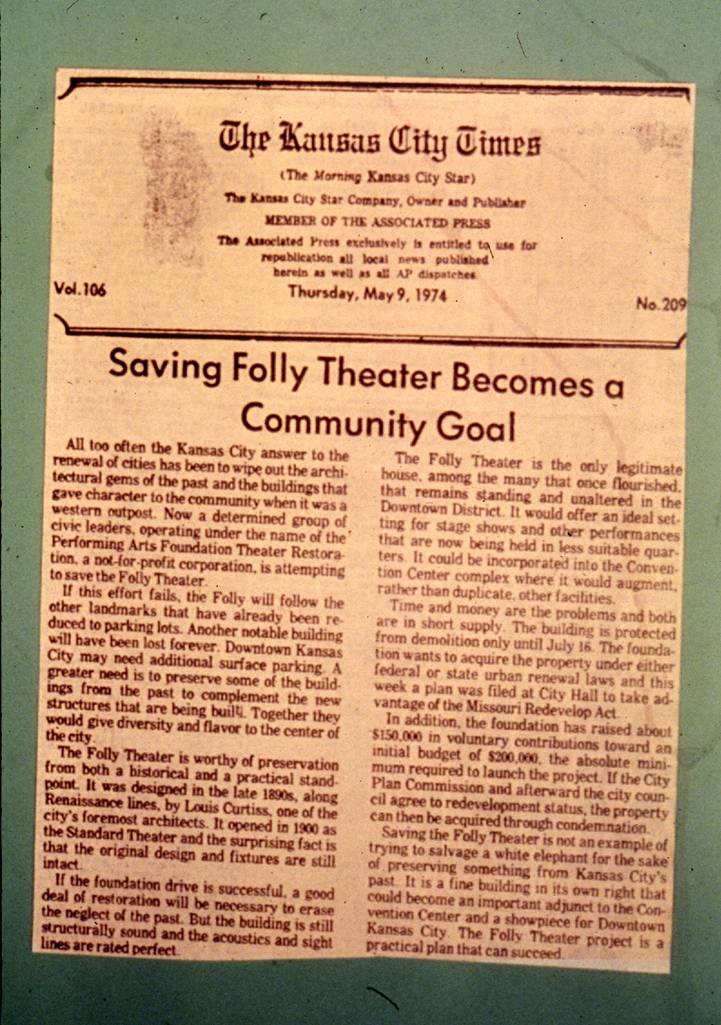 The Kansas City Times
(The Morning Kansas City Star)
The Kansas City Star Company, Owner and Publisher
MEMBER OF THE ASSOCIATED PRESS
The Associated Press exclusively is entitled to use for
republication all local news published
herein as well as all AP dispatches
Vol.106
Thursday, May 9, 1974
No.209
Saving Folly Theater Becomes a
Community Goal
All too often the Kansas City answer to the
renewal of cities has been to wipe out the archi-
tectural gems of the past and the buildings that
gave character to the community when it was a
western outpost. Now a determined group of
civic leaders, operating under the name of the
Performing Arts Foundation Theater Restora-
tion, a not-for-profit corporation, is attempting
to save the Folly Theater.
If this effort fails, the Folly will follow the
other landmarks that have already been re-
duced to parking lots. Another notable building
will have been lost forever. Downtown Kansas
City may need additional surface parking. A
greater need is to preserve some of the build-
ings from the past to complement the new
structures that are being built. Together they
would give diversity and flavor to the center of
the city.
The Folly Theater is worthy of preservation
from both a historical and a practical stand-
point. It was designed in the late 1890s, along
Renaissance lines, by Louis Curtiss, one of the
city's foremost architects. It opened in 1900 as
the Standard Theater and the surprising fact is
that the original design and fixtures are still
intact.
If the foundation drive is successful, a good
deal of restoration will be necessary to erase
the neglect of the past. But the building is still
structurally sound and the acoustics and sight
lines are rated perfect.
The Folly Theater is the only legitimate
house, among the many that once flourished,
that remains standing and unaltered in the
Downtown District. It would offer an ideal set-
ting for stage shows and other performances
that are now being held in less suitable quar-
ters. It could be incorporated into the Conven-
tion Center complex where it would augment,
rather than duplicate, other facilities.
Time and money are the problems and both
are in short supply. The building is protected
from demolition only until July 16. The founda-
tion wants to acquire the property under either
federal or state urban renewal laws and this
week a plan was filed at City Hall to take ad-
vantage of the Missouri Redevelop Act.
In addition, the foundation has raised about
$150,000 in voluntary contributions toward an
initial budget of $200,000, the absolute mini-
mum required to launch the project. If the City
Plan Commission and afterward the city coun-
cil agree to redevelopment status, the property
can then be acquired through condemnation.
Saving the Folly Theater is not an example of
trying to salvage a white elephant for the sake
of preserving something from Kansas City's
past. It is a fine building in its own right that
could become an important adjunct to the Con-
vention Center and a showpiece for Downtown
Kansas City. The Folly Theater project is a
practical plan that can succeed.